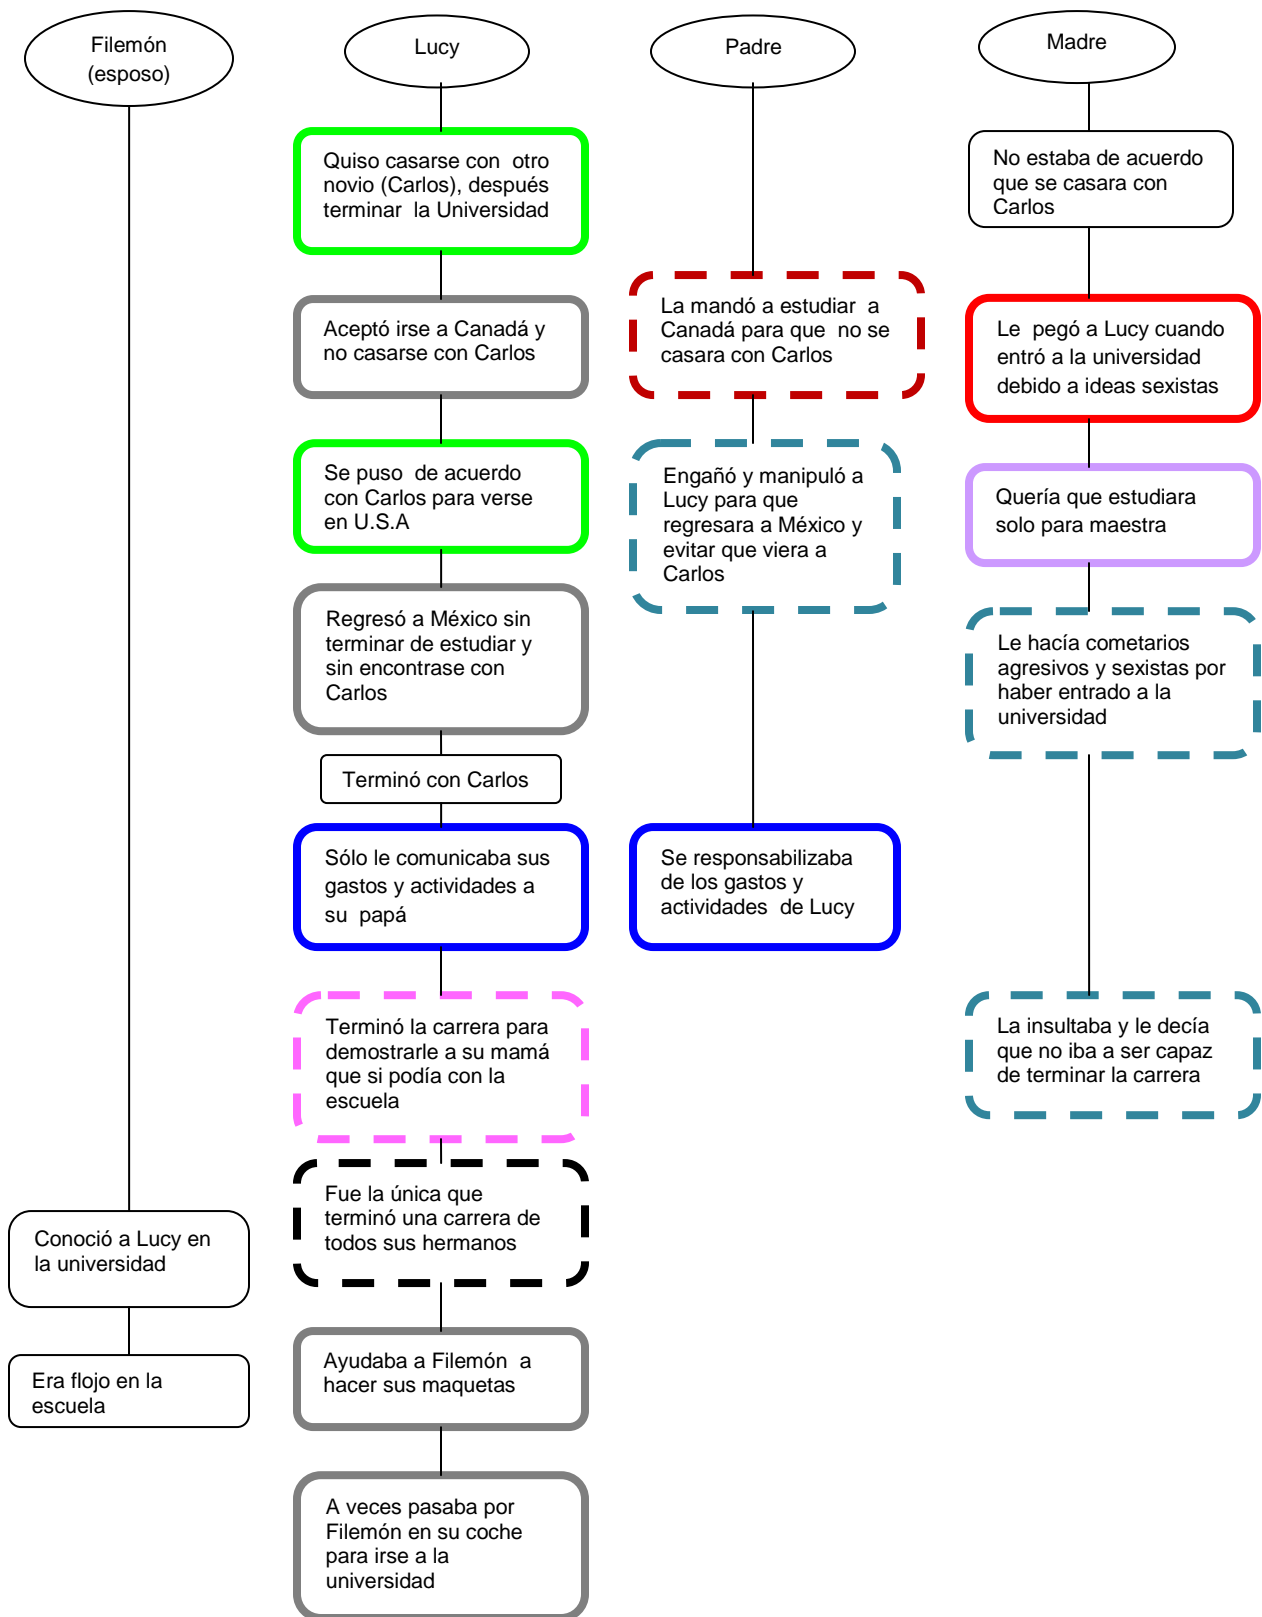 Filemón
(esposo)
Lucy
Padre
Madre
Quiso casarse con otro
novio (Carlos), después
terminar la Universidad
No estaba de acuerdo
que se casara con
Carlos
Aceptó irse a Canadá y
no casarse con Carlos
La mandó a estudiar a
Canadá para que no se
casara con Carlos
Le pegó a Lucy cuando
entró a la universidad
debido a ideas sexistas
Se puso de acuerdo
con Carlos para verse
en U.S.A
Engañó y manipuló a
Lucy para que
regresara a México y
evitar que viera a
Carlos
Quería que estudiara
solo para maestra
Regresó a México sin
terminar de estudiar y
sin encontrase con
Carlos
Le hacía cometarios
agresivos y sexistas por
haber entrado a la
universidad
Terminó con Carlos
Sólo le comunicaba sus
gastos y actividades a
su papá
Se responsabilizaba
de los gastos y
actividades de Lucy
Terminó la carrera para
demostrarle a su mamá
que si podía con la
escuela
La insultaba y le decía
que no iba a ser capaz
de terminar la carrera
Fue la única que
terminó una carrera de
todos sus hermanos
Conoció a Lucy en
la universidad
Ayudaba a Filemón a
hacer sus maquetas
Era flojo en la
escuela
A veces pasaba por
Filemón en su coche
para irse a la
universidad